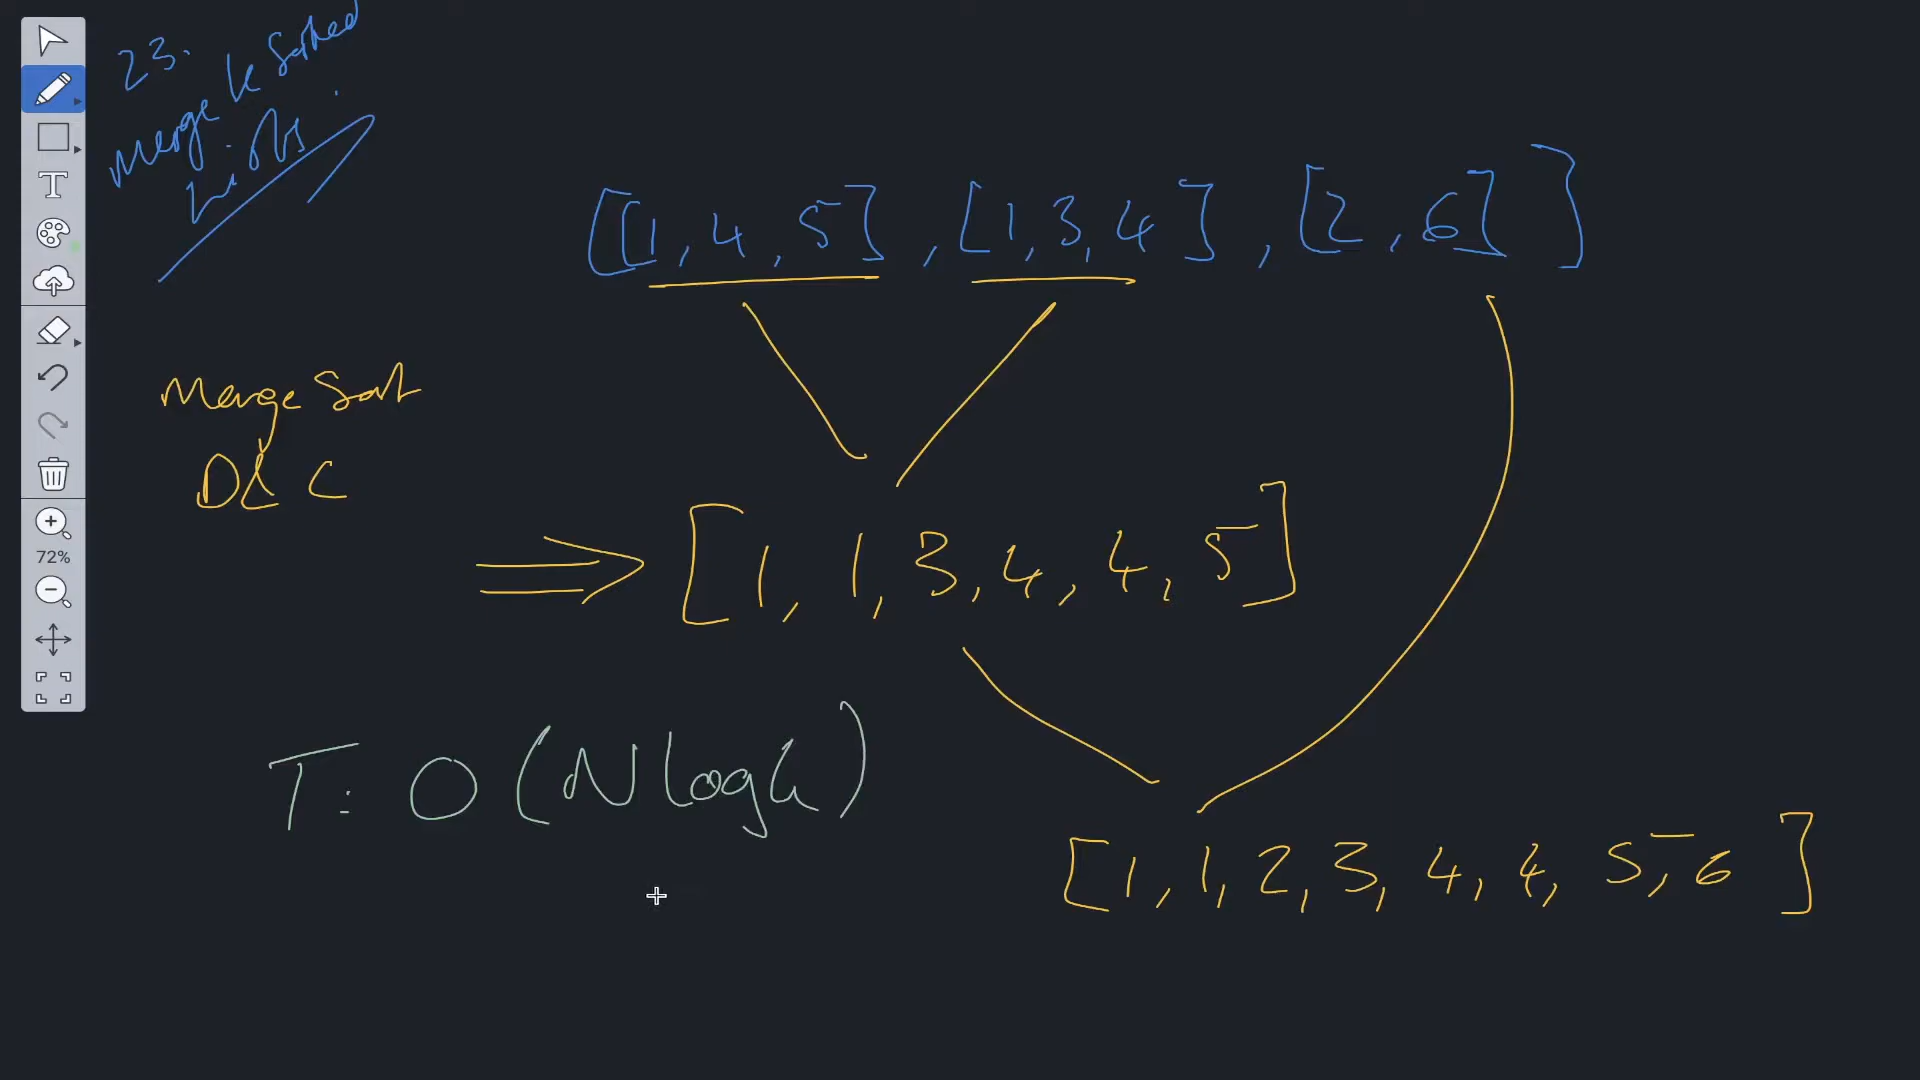 23.
Merge k Sorted
Lists
[[1, 4, 5], [1, 3, 4], [2, 6]]
Merge Sort
D & C
⇒ [1, 1, 3, 4, 4, 5]
T: O(N log k)
[1, 1, 2, 3, 4, 4, 5, 6]
T
72%